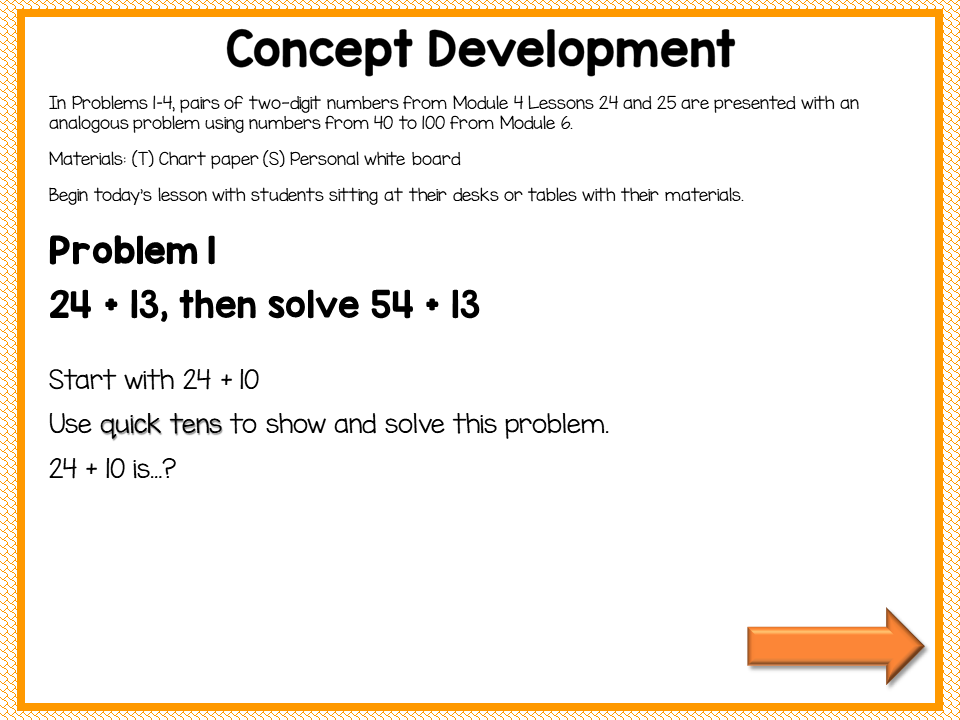 Concept Development
In Problems 1-4, pairs of two-digit numbers from Module 4 Lessons 24 and 25 are presented with an
analogous problem using numbers from 40 to 100 from Module 6.
Materials: (T) Chart paper (S) Personal white board
Begin today's lesson with students sitting at their desks or tables with their materials.
Problem 1
24 + 13, then solve 54 + 13
Start with 24 + 10
Use quick tens to show and solve this problem.
24 + 10 is...?